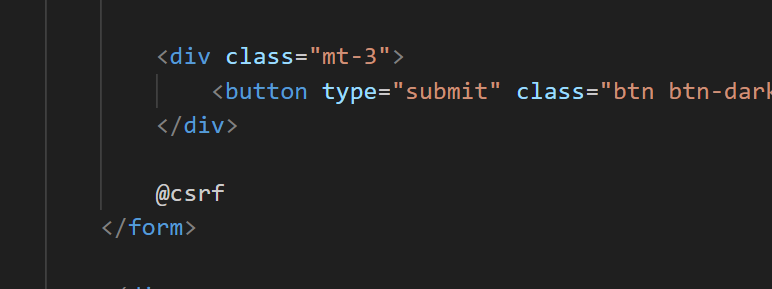 <div class="mt-3">
<button type="submit" class="btn btn-dark
</div>
@csrf
</form>